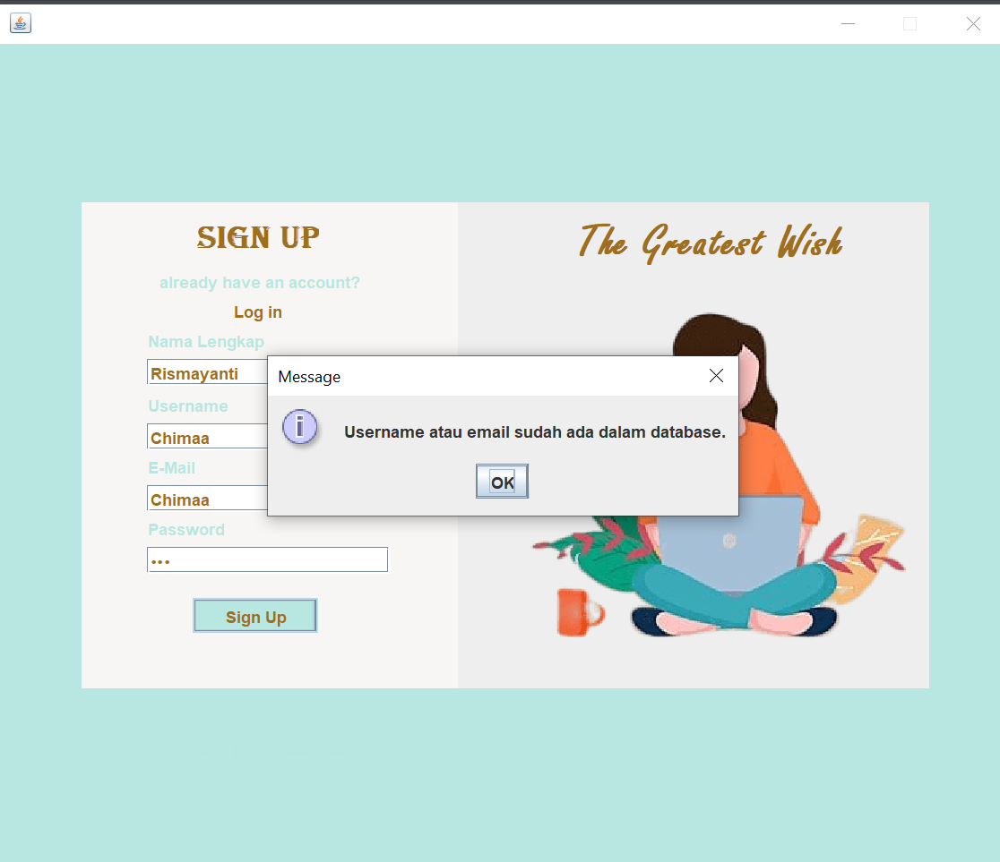 SIGN UP
already have an account?
Log in
Nama Lengkap
Rismayanti
Username
Chimaa
E-Mail
Chimaa
Password
•••
Sign Up
The Greatest Wish
Message
Username atau email sudah ada dalam database.
OK